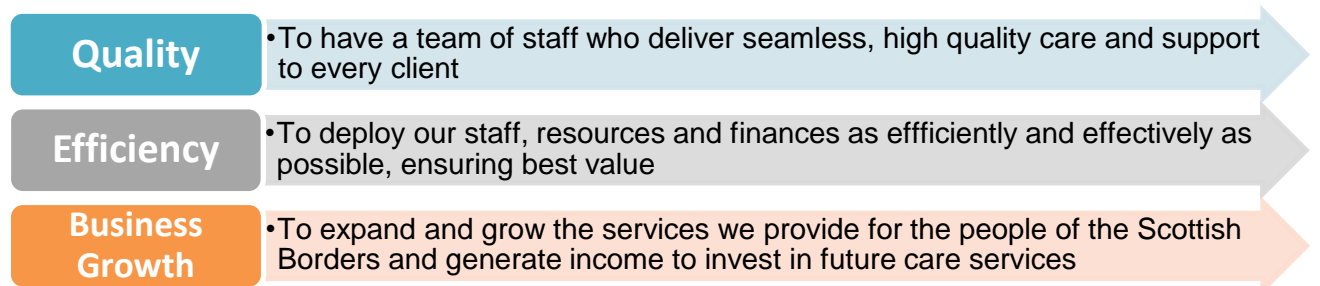 Quality
•To have a team of staff who deliver seamless, high quality care and support
to every client
Efficiency
•To deploy our staff, resources and finances as effficiently and effectively as
possible, ensuring best value
Business
Growth
•To expand and grow the services we provide for the people of the Scottish
Borders and generate income to invest in future care services